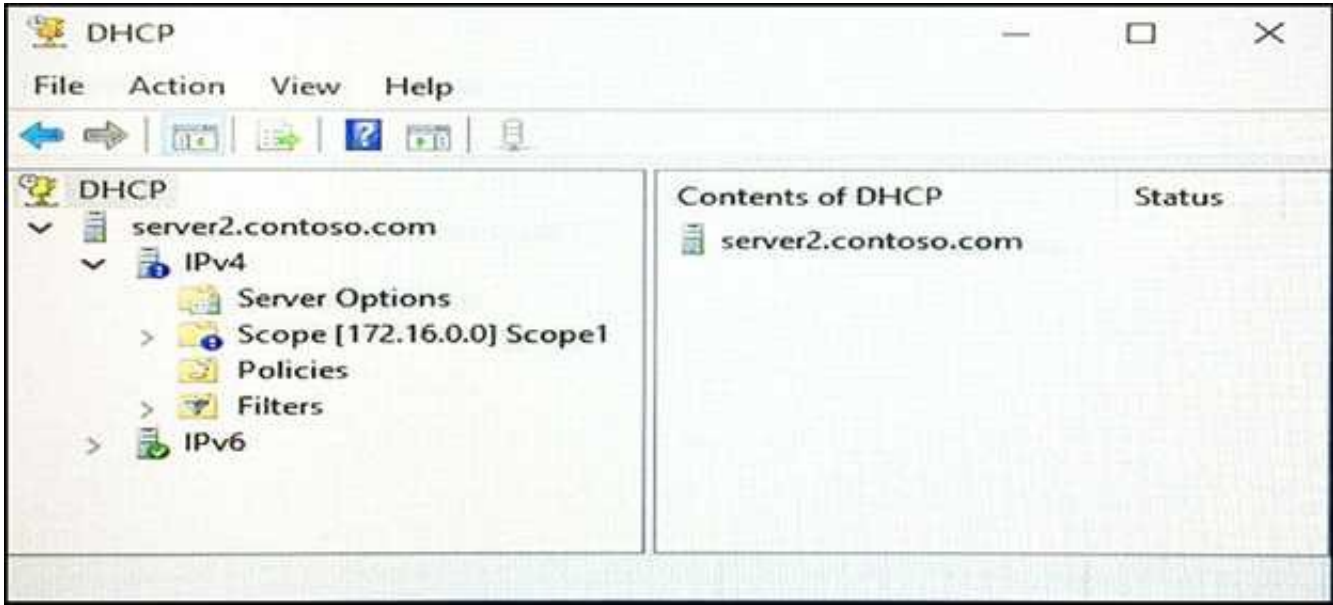 DHCP
File Action View Help
DHCP
server2.contoso.com
IPv4
Server Options
Scope [172.16.0.0] Scope1
Policies
Filters
IPv6
Contents of DHCP Status
server2.contoso.com